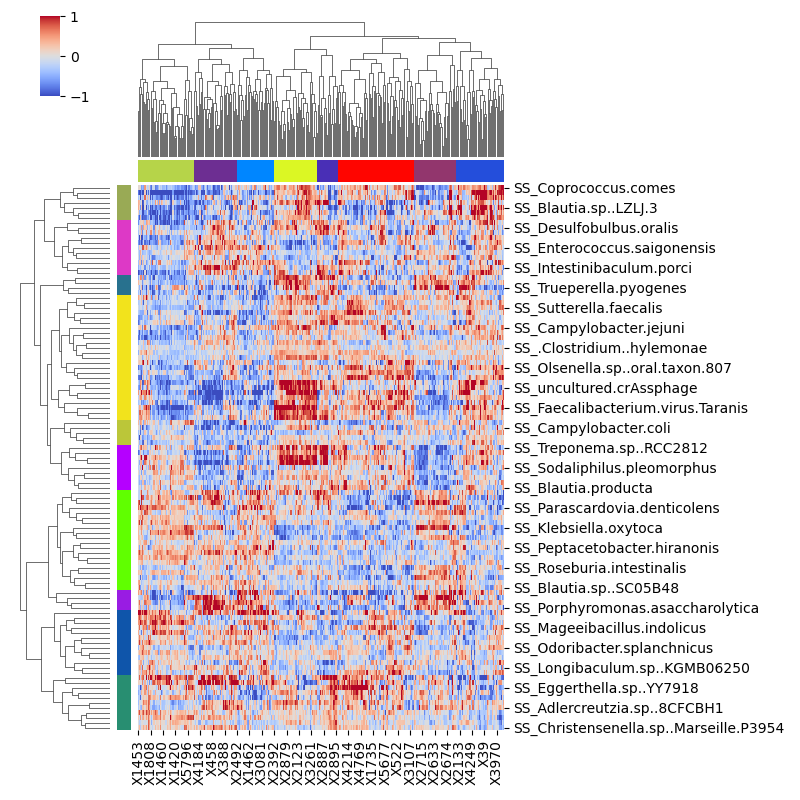 1
0
−1
SS_Coprococcus.comes
SS_Blautia.sp..LZLJ.3
SS_Desulfobulbus.oralis
SS_Enterococcus.saigonensis
SS_Intestinibaculum.porci
SS_Trueperella.pyogenes
SS_Sutterella.faecalis
SS_Campylobacter.jejuni
SS_.Clostridium..hylemonae
SS_Olsenella.sp..oral.taxon.807
SS_uncultured.crAssphage
SS_Faecalibacterium.virus.Taranis
SS_Campylobacter.coli
SS_Treponema.sp..RCC2812
SS_Sodaliphilus.pleomorphus
SS_Blautia.producta
SS_Parascardovia.denticolens
SS_Klebsiella.oxytoca
SS_Peptacetobacter.hiranonis
SS_Roseburia.intestinalis
SS_Blautia.sp..SC05B48
SS_Porphyromonas.asaccharolytica
SS_Mageeibacillus.indolicus
SS_Odoribacter.splanchnicus
SS_Longibaculum.sp..KGMB06250
SS_Eggerthella.sp..YY7918
SS_Adlercreutzia.sp..8CFCBH1
SS_Christensenella.sp..Marseille.P3954
X1453
X1808
X1460
X1420
X5796
X4184
X458
X388
X2492
X1462
X3081
X2392
X2879
X2123
X3261
X2887
X2895
X4214
X4769
X1735
X5677
X522
X3107
X2715
X2633
X2674
X2133
X4249
X39
X3970